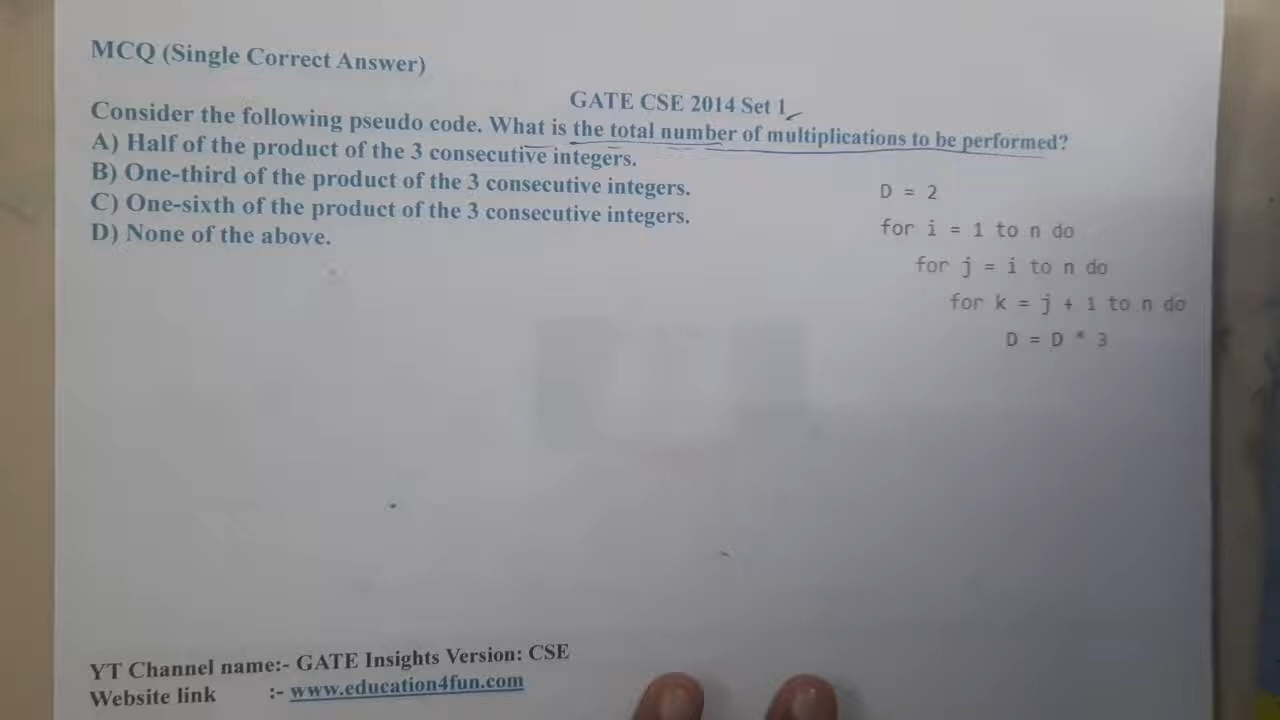 MCQ (Single Correct Answer)
GATE CSE 2014 Set 1
Consider the following pseudo code. What is the total number of multiplications to be performed?
A) Half of the product of the 3 consecutive integers.
B) One-third of the product of the 3 consecutive integers.
C) One-sixth of the product of the 3 consecutive integers.
D) None of the above.
D = 2
for i = 1 to n do
for j = i to n do
for k = j + 1 to n do
D = D * 3
YT Channel name:- GATE Insights Version: CSE
Website link :- www.education4fun.com